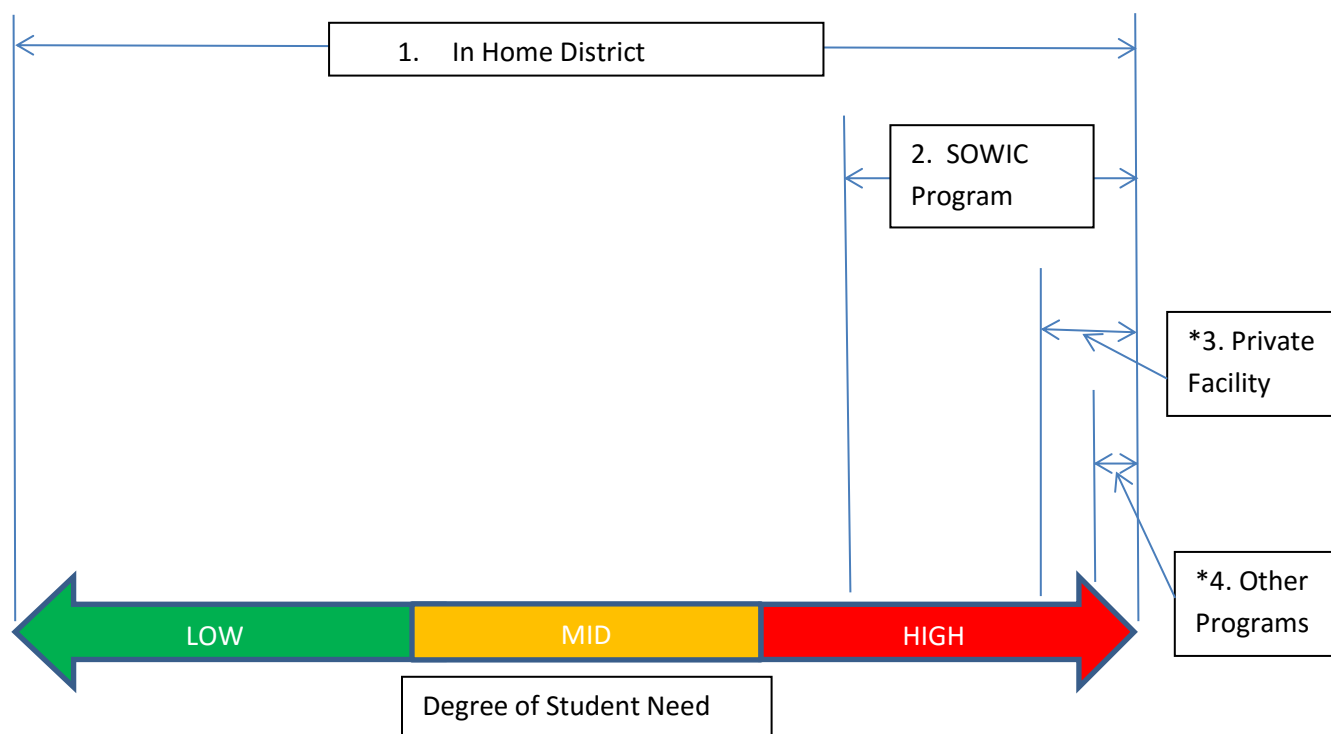 1. In Home District
2. SOWIC
Program
*3. Private
Facility
*4. Other
Programs
LOW MID HIGH
Degree of Student Need